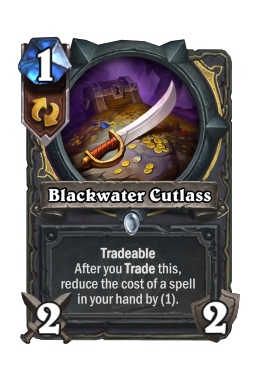 1
Blackwater Cutlass
Tradeable
After you Trade this,
reduce the cost of a spell
in your hand by (1).
2 2